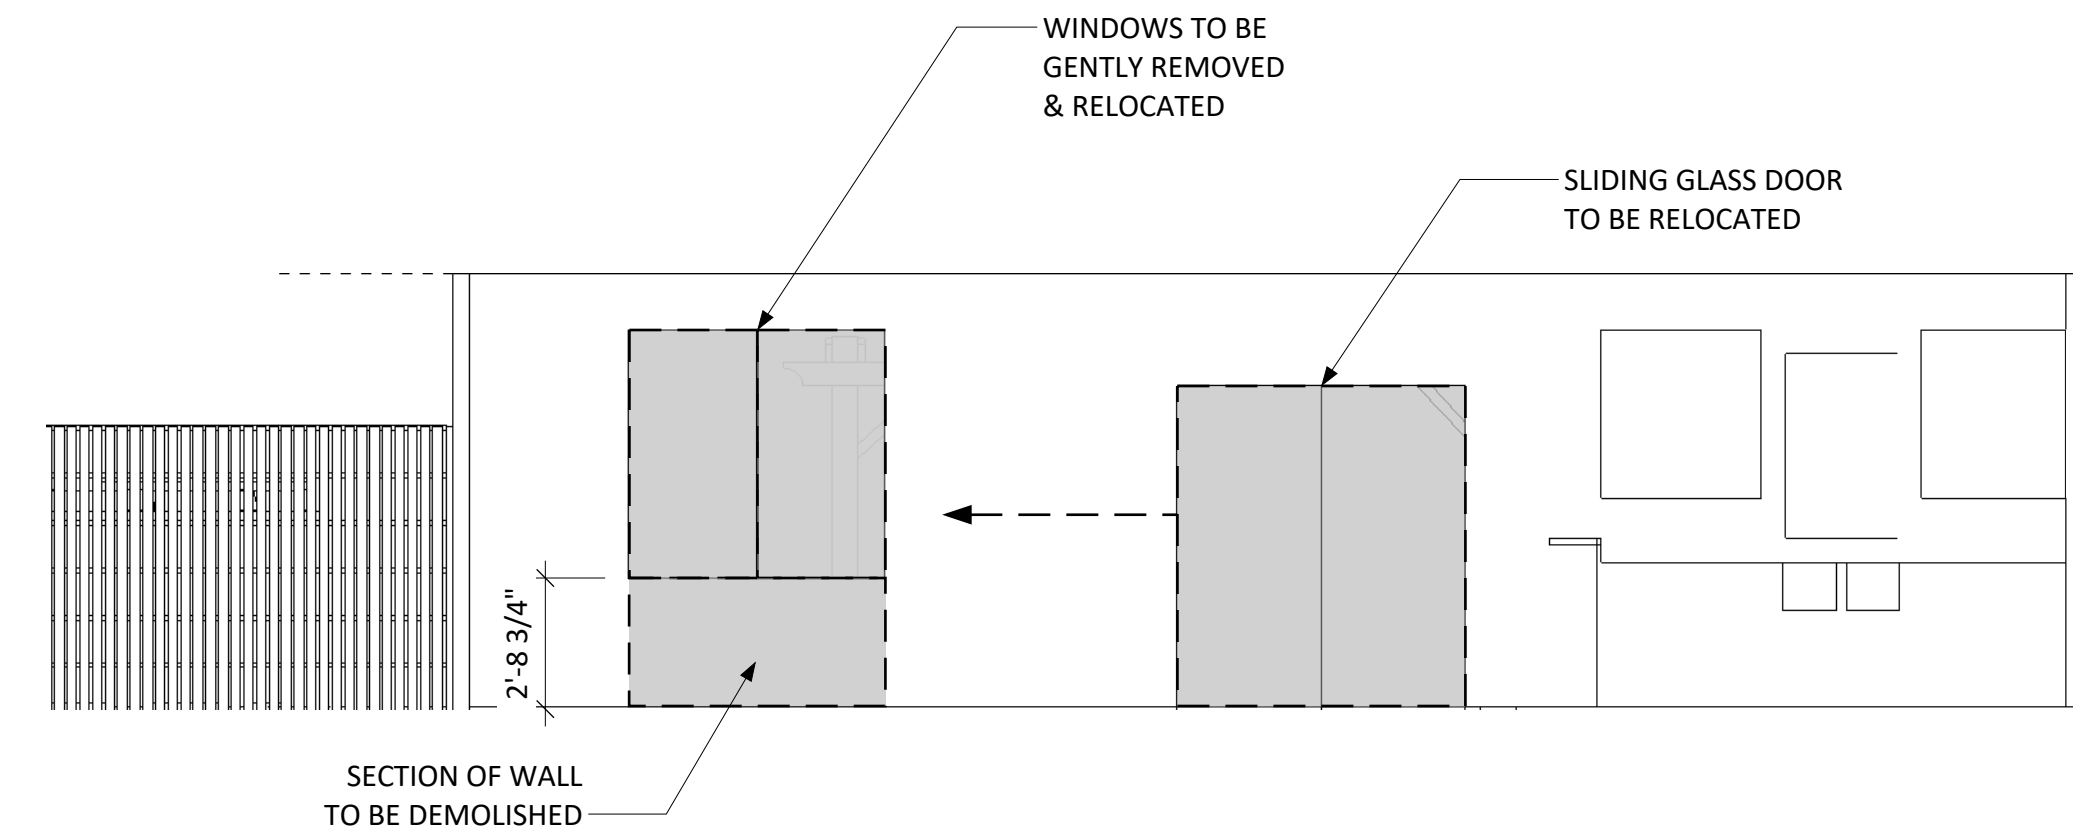 WINDOWS TO BE
GENTLY REMOVED
& RELOCATED
SLIDING GLASS DOOR
TO BE RELOCATED
2'-8 3/4"
SECTION OF WALL
TO BE DEMOLISHED